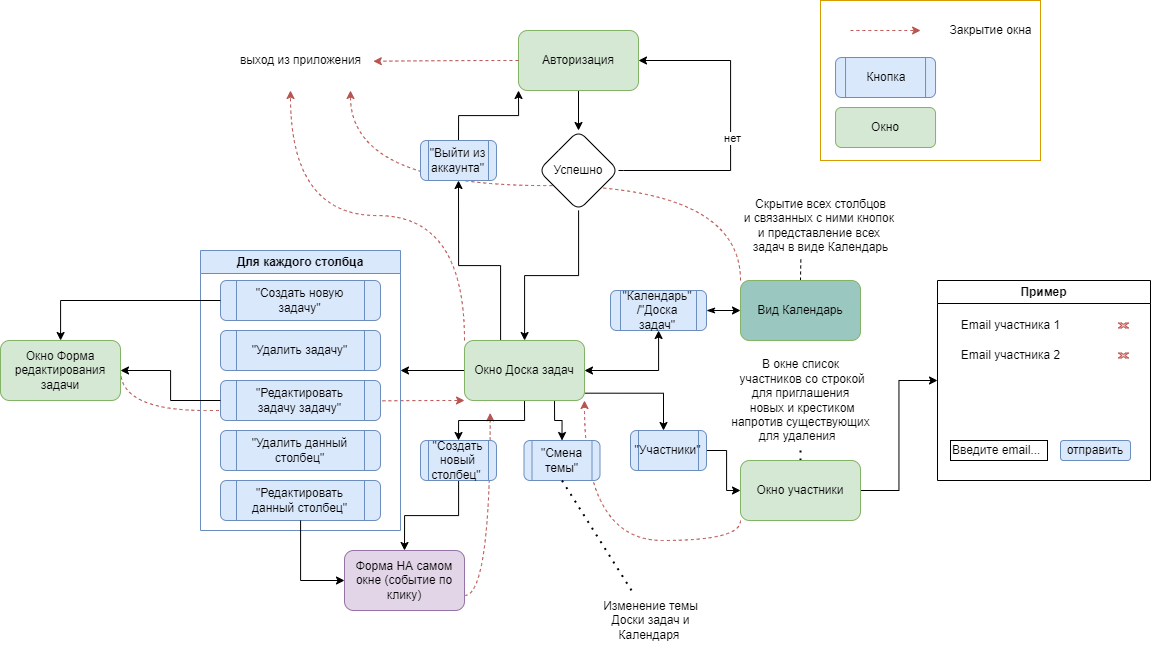 Закрытие окна
Кнопка
Окно
выход из приложения
Авторизация
нет
"Выйти из
аккаунта"
Успешно
Скрытие всех столбцов
и связанных с ними кнопок
и представление всех
задач в виде Календарь
Для каждого столбца
"Создать новую
задачу"
"Удалить задачу"
"Редактировать
задачу задачу"
"Удалить данный
столбец"
"Редактировать
данный столбец"
Окно Форма
редактирования
задачи
"Календарь"
/"Доска
задач"
Вид Календарь
Окно Доска задач
В окне список
участников со строкой
для приглашения
новых и крестиком
напротив существующих
для удаления
"Создать
новый
столбец"
"Смена
темы"
"Участники"
Окно участники
Форма НА самом
окне (событие по
клику)
Изменение темы
Доски задач и
Календаря
Пример
Email участника 1
Email участника 2
Введите email...
отправить